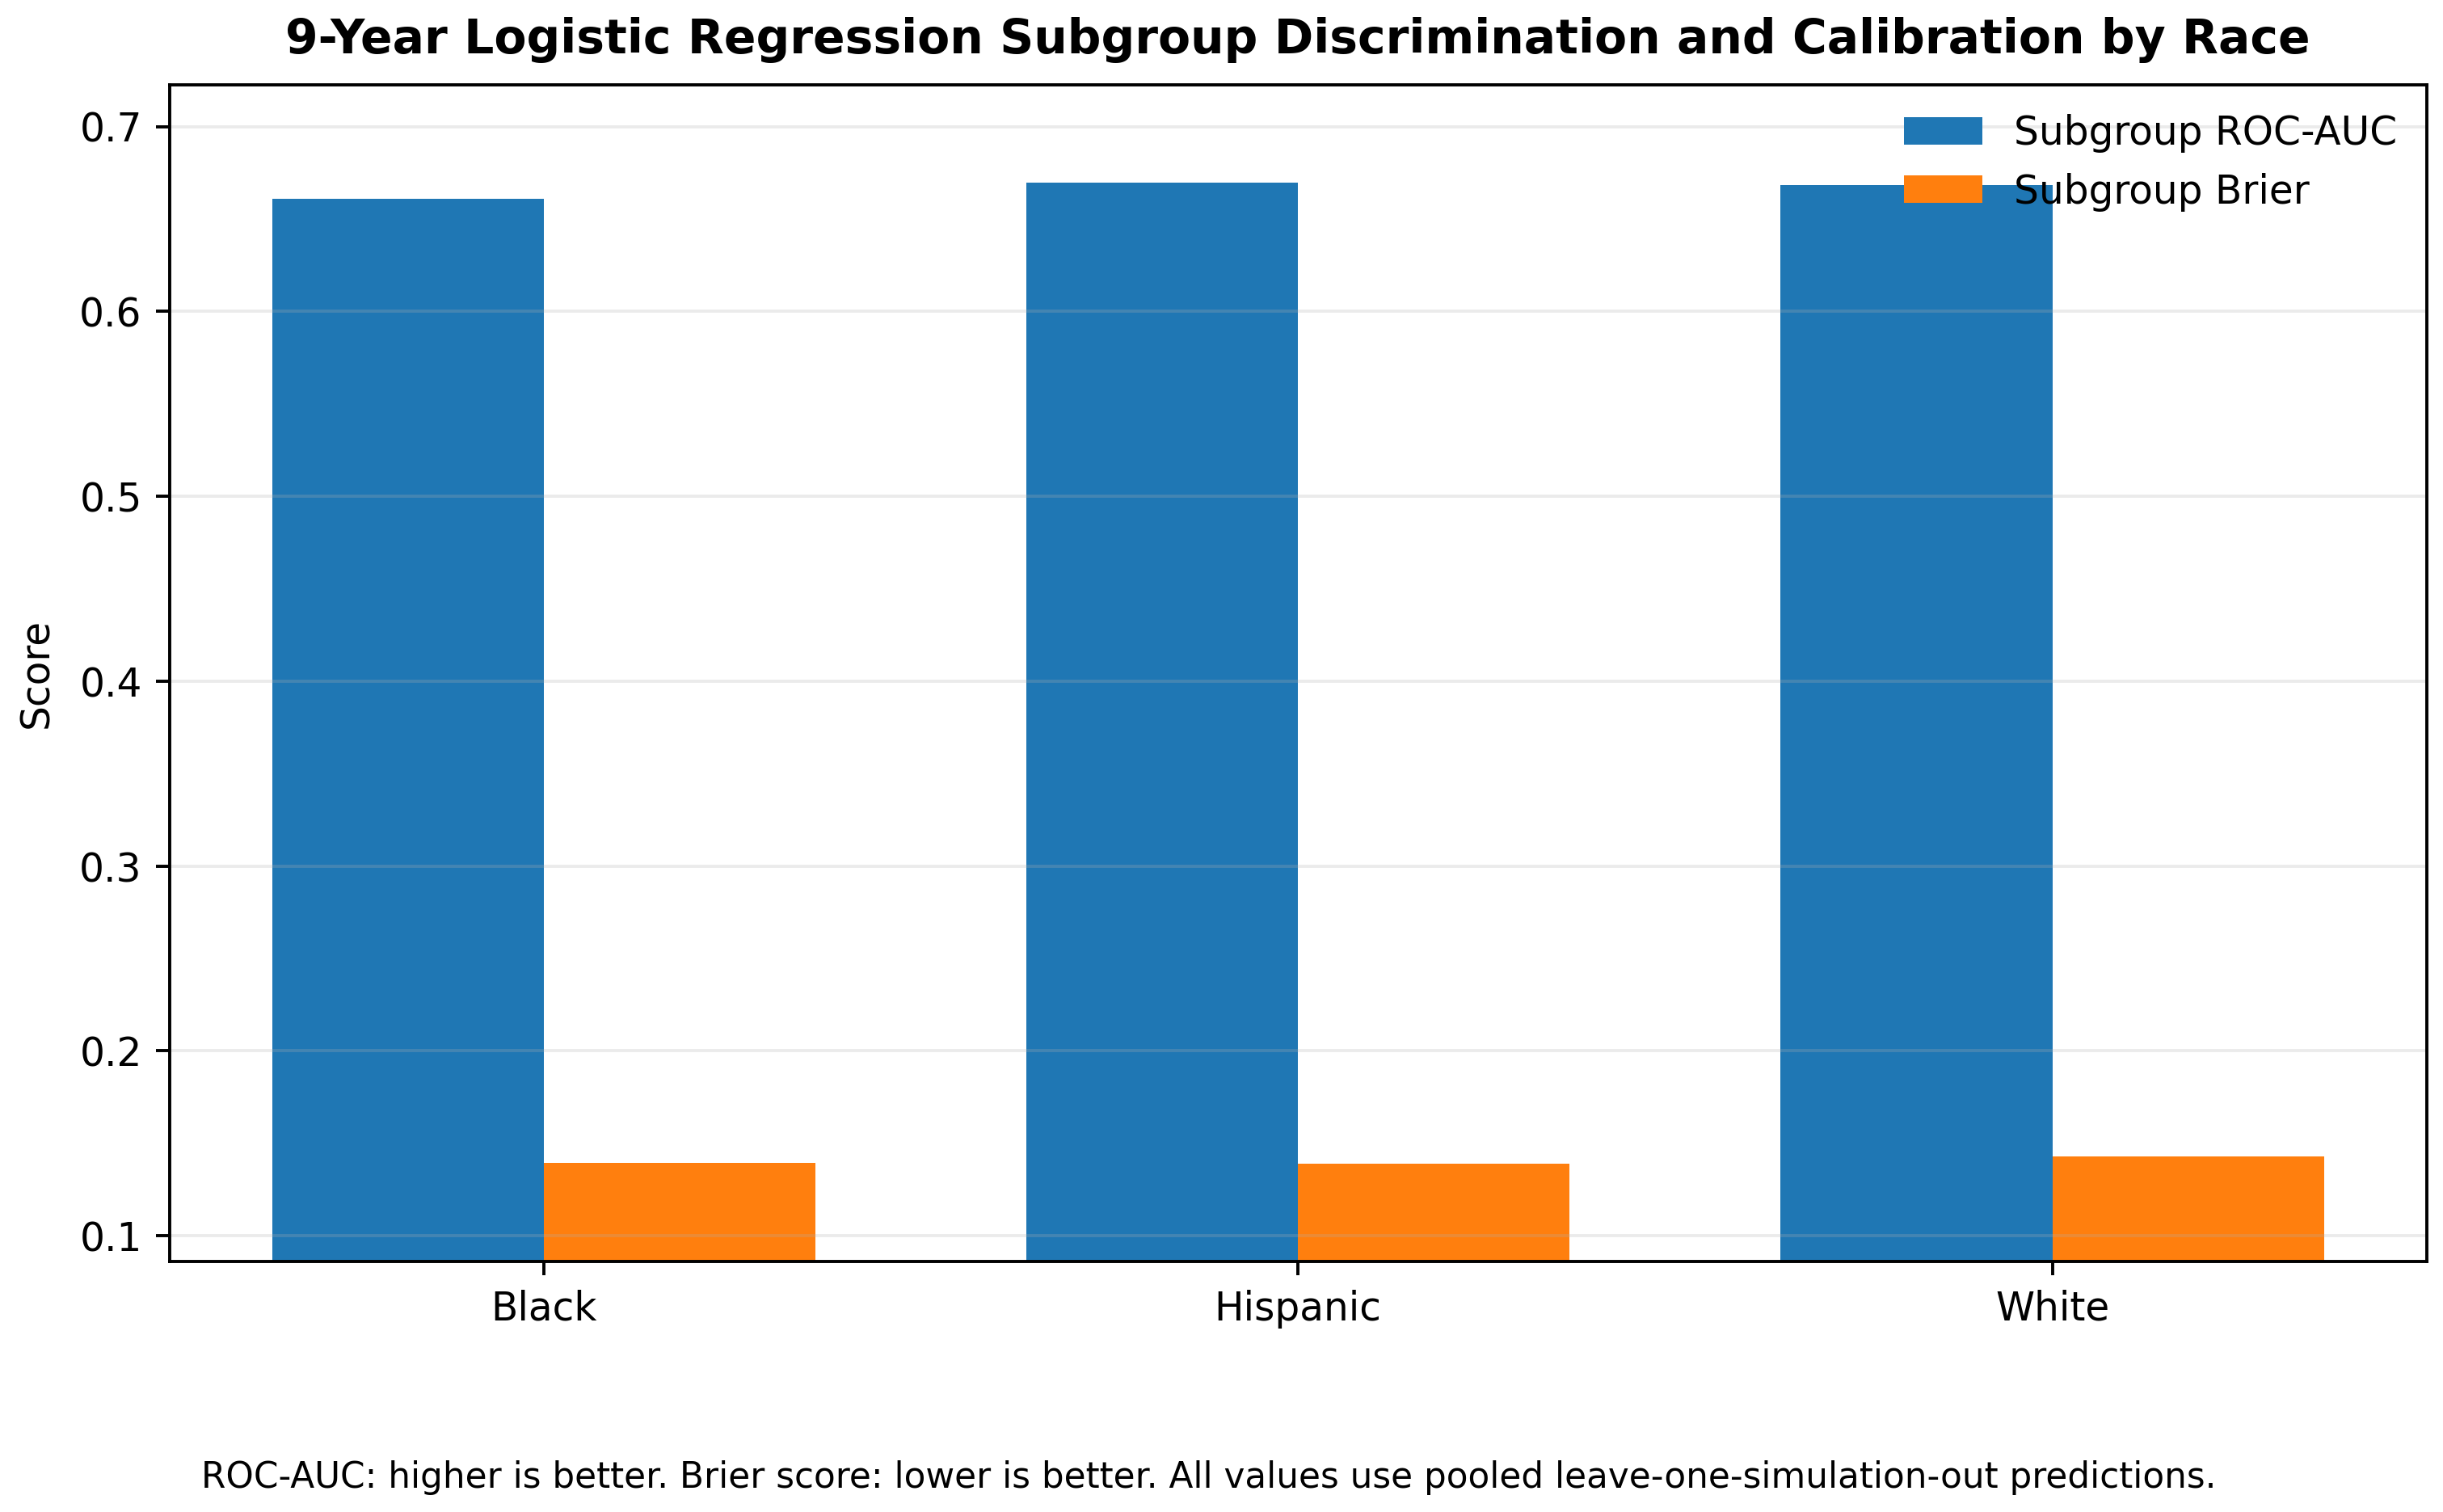 9-Year Logistic Regression Subgroup Discrimination and Calibration by Race
Subgroup ROC-AUC
Subgroup Brier
Score
0.7
0.6
0.5
0.4
0.3
0.2
0.1
Black
Hispanic
White
ROC-AUC: higher is better. Brier score: lower is better. All values use pooled leave-one-simulation-out predictions.